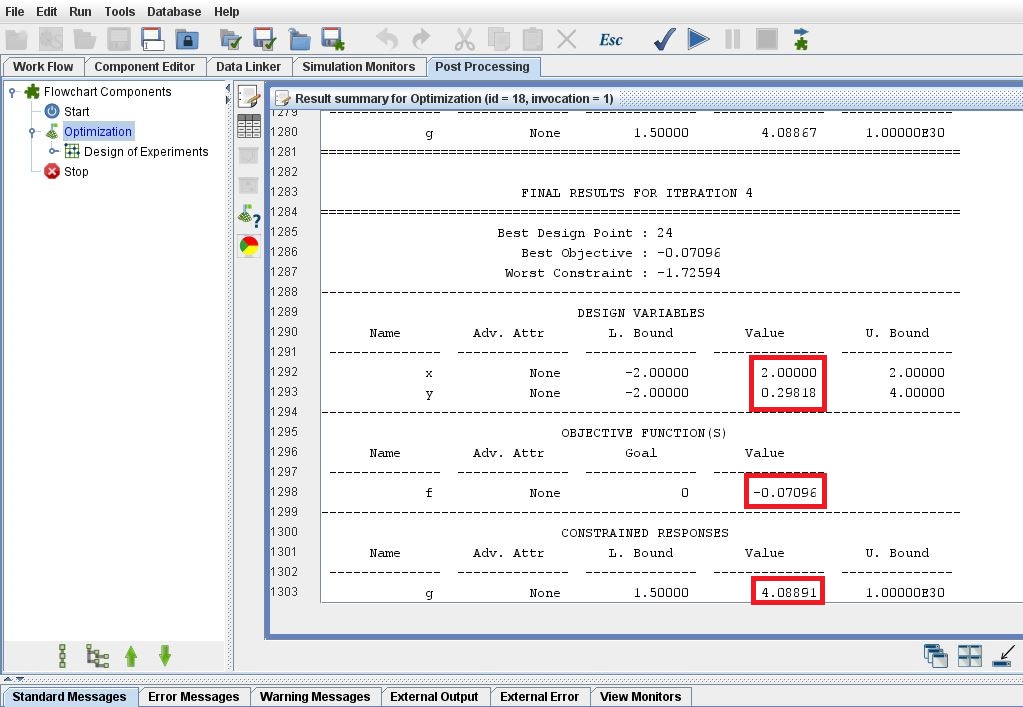 File Edit Run Tools Database Help
Esc
Work Flow Component Editor Data Linker Simulation Monitors Post Processing
Flowchart Components
Start
Optimization
Design of Experiments
Stop
Result summary for Optimization (id = 18, invocation = 1)
1279
1280 g None 1.50000 4.08867 1.00000E30
1281 ================================================================================
1282
1283 FINAL RESULTS FOR ITERATION 4
1284 ================================================================================
1285 Best Design Point : 24
1286 Best Objective : -0.07096
1287 Worst Constraint : -1.72594
1288 --------------------------------------------------------------------------------
1289 DESIGN VARIABLES
1290 Name Adv. Attr L. Bound Value U. Bound
1291 -------------- -------------- -------------- -------------- --------------
1292 x None -2.00000 2.00000 2.00000
1293 y None -2.00000 0.29818 4.00000
1294 --------------------------------------------------------------------------------
1295 OBJECTIVE FUNCTION(S)
1296 Name Adv. Attr Goal Value
1297 -------------- -------------- -------------- --------------
1298 f None 0 -0.07096
1299 --------------------------------------------------------------------------------
1300 CONSTRAINED RESPONSES
1301 Name Adv. Attr L. Bound Value U. Bound
1302 -------------- -------------- -------------- -------------- --------------
1303 g None 1.50000 4.08891 1.00000E30
Standard Messages Error Messages Warning Messages External Output External Error View Monitors